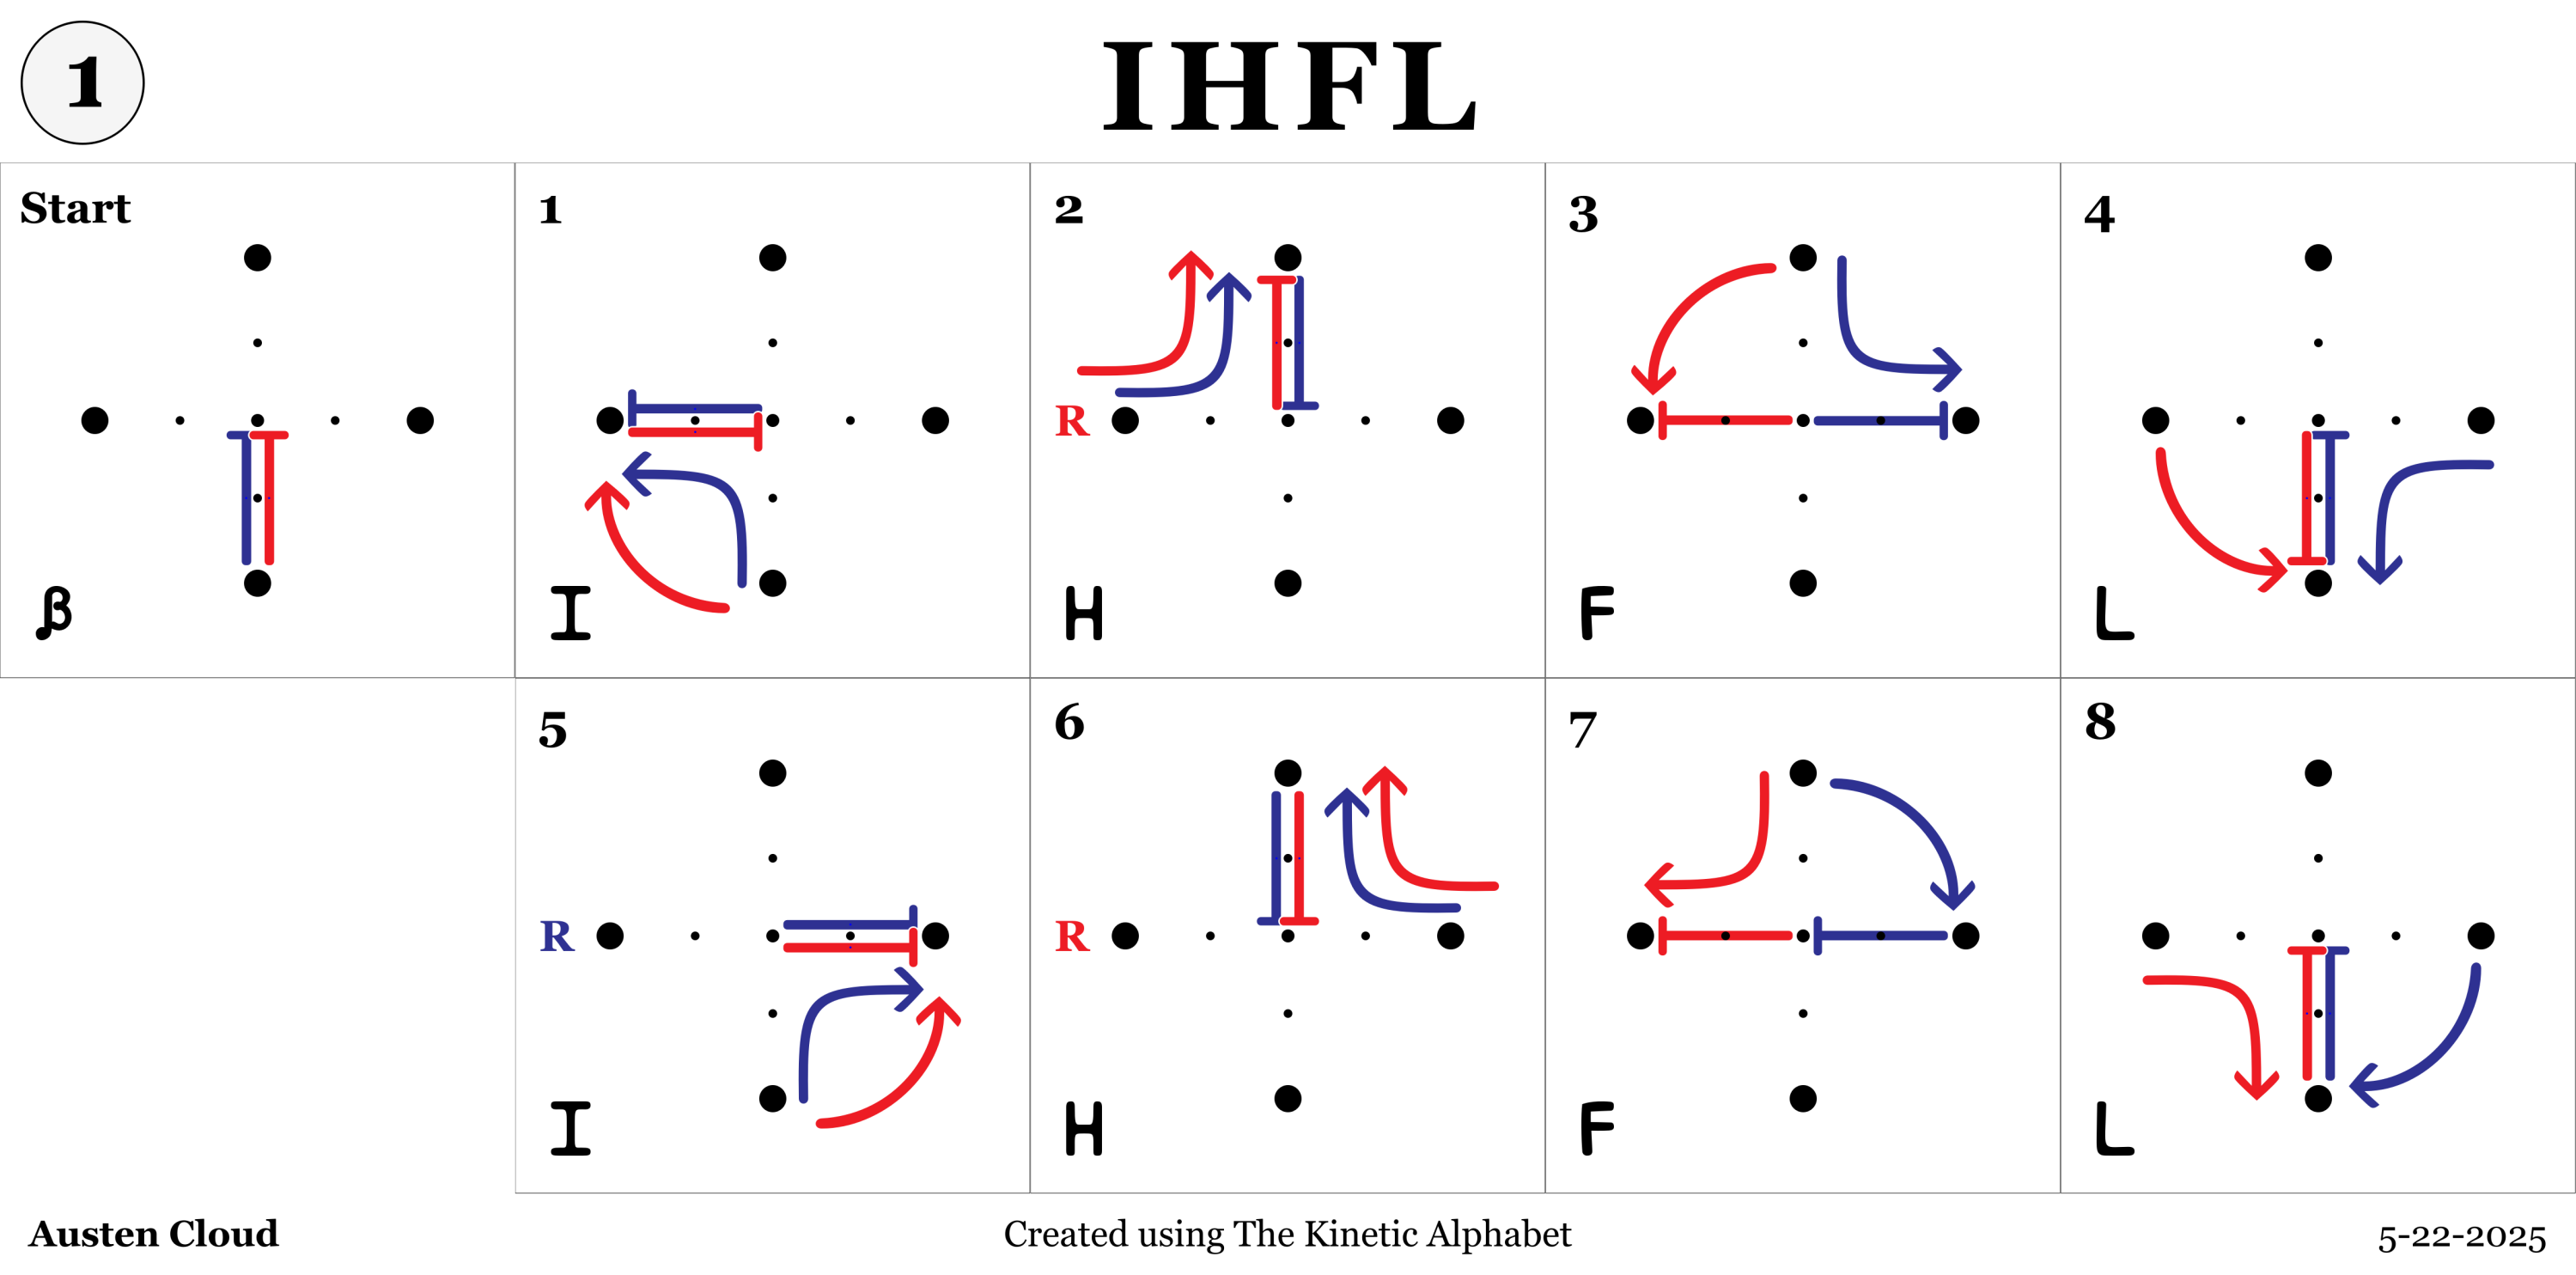 1
IHFL
Start
β
1
I
2
R
H
3
F
4
L
5
R
I
6
R
H
7
F
8
L
Austen Cloud
Created using The Kinetic Alphabet
5-22-2025